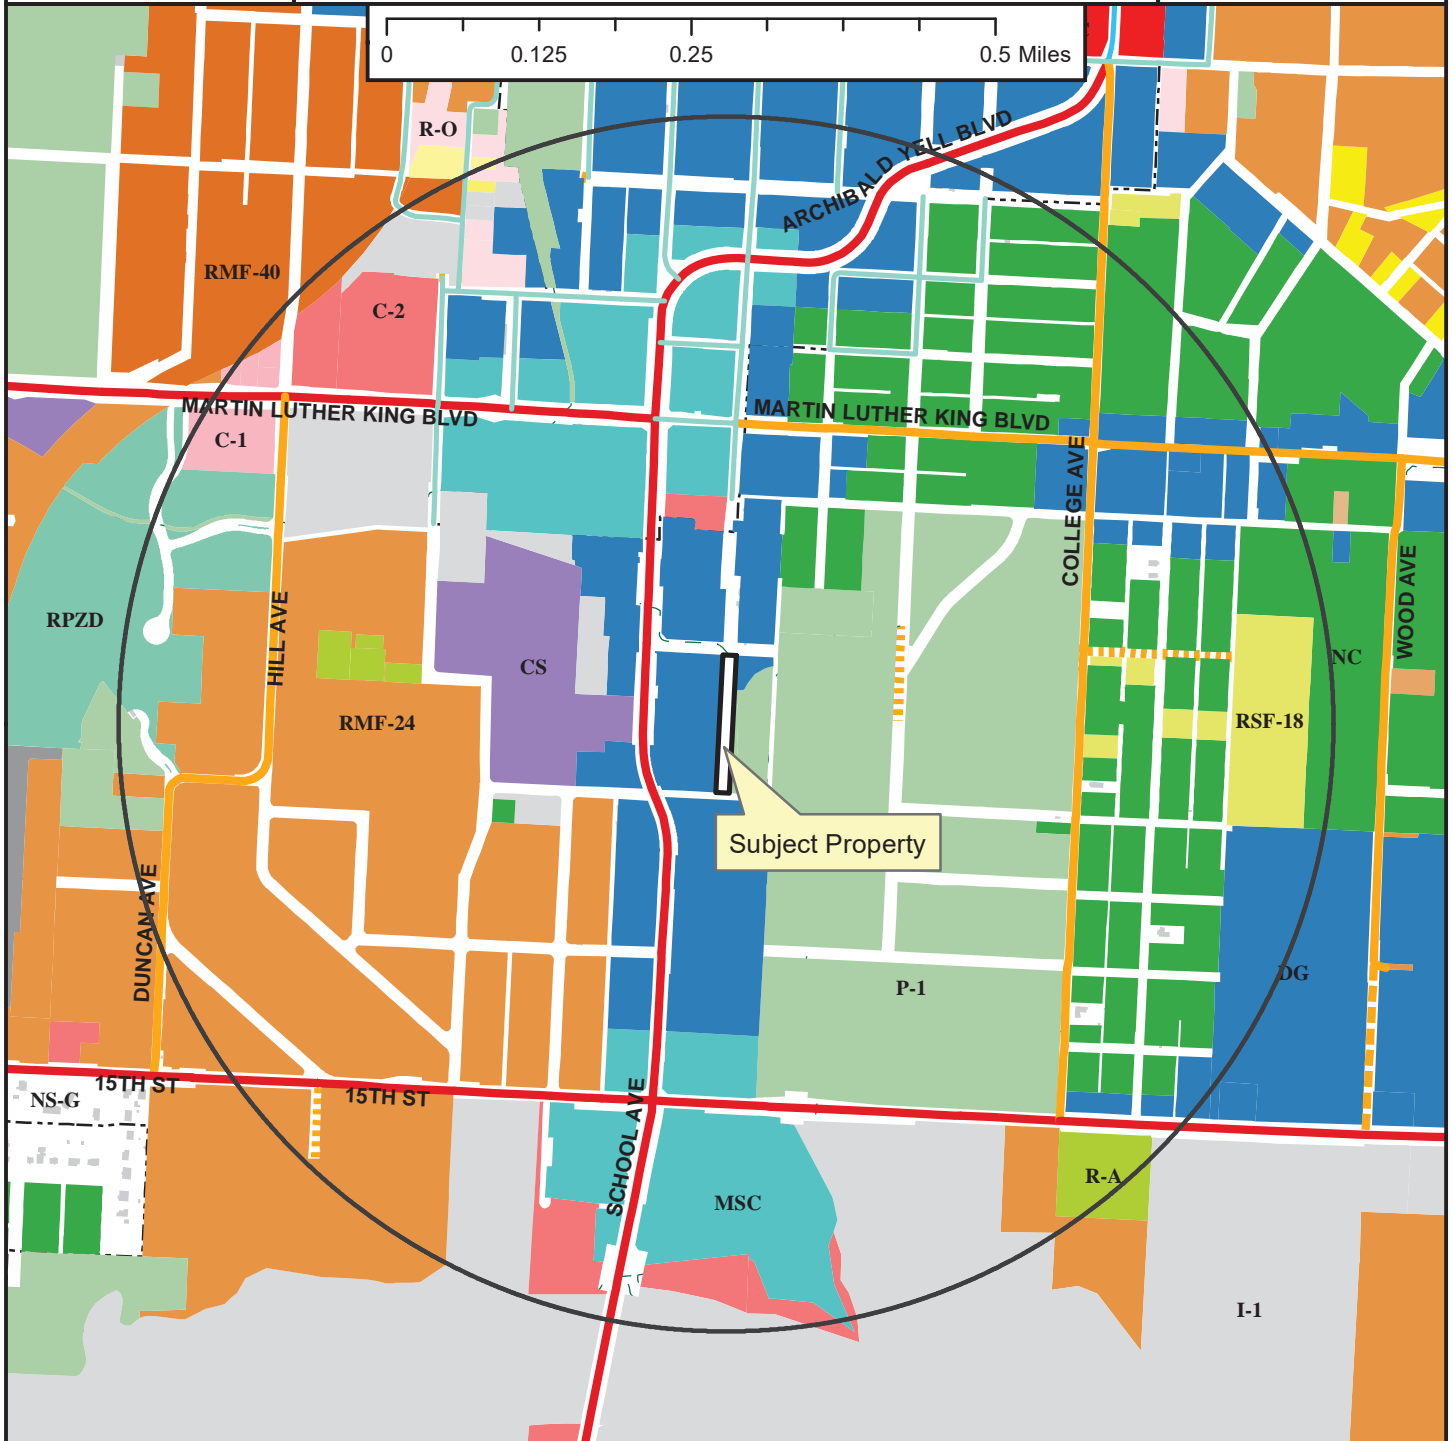 0 0.125 0.25 0.5 Miles
R-O
ARCHIBALD YELL BLVD
RMF-40
C-2
MARTIN LUTHER KING BLVD
MARTIN LUTHER KING BLVD
C-1
COLLEGE AVE
WOOD AVE
HILL AVE
RPZD
CS
NC
RMF-24
RSF-18
Subject Property
DUNCAN AVE
DG
P-1
15TH ST
15TH ST
NS-G
SCHOOL AVE
R-A
MSC
I-1